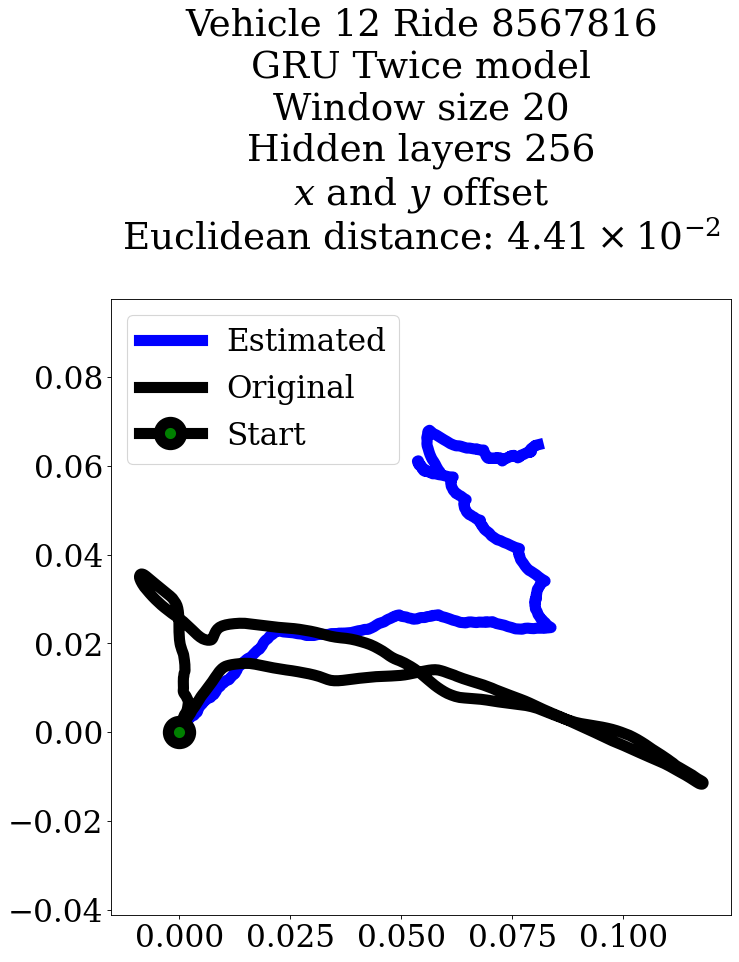 Vehicle 12 Ride 8567816
GRU Twice model
Window size 20
Hidden layers 256
x and y offset
Euclidean distance: 4.41 × 10⁻²
Estimated
Original
Start
0.08
0.06
0.04
0.02
0.00
−0.02
−0.04
0.000 0.025 0.050 0.075 0.100